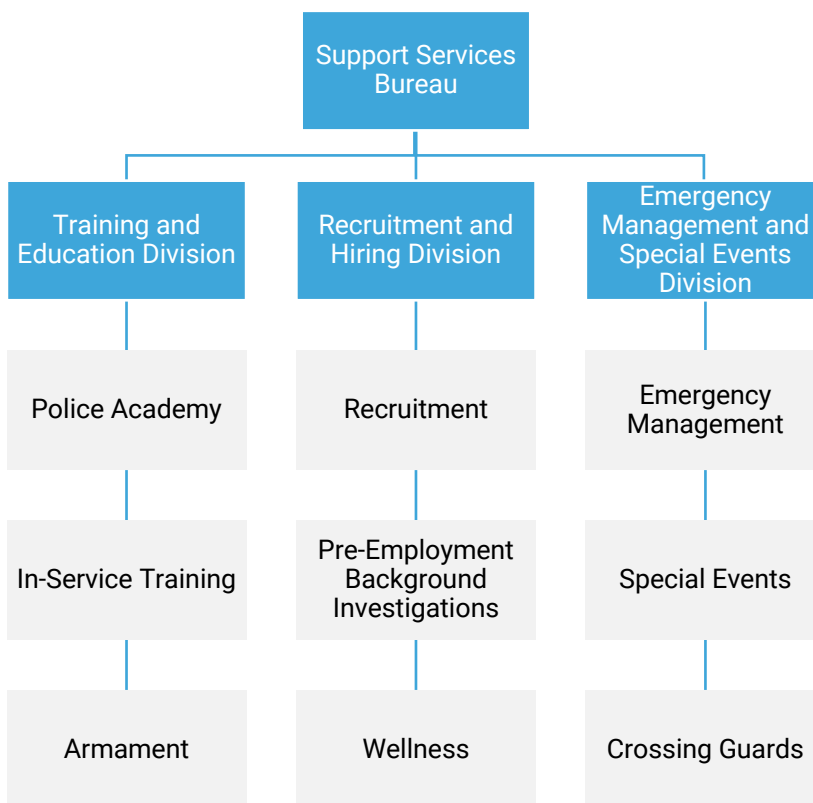 Support Services
Bureau
Training and
Education Division
Recruitment and
Hiring Division
Emergency
Management and
Special Events
Division
Police Academy
Recruitment
Emergency
Management
In-Service Training
Pre-Employment
Background
Investigations
Special Events
Armament
Wellness
Crossing Guards